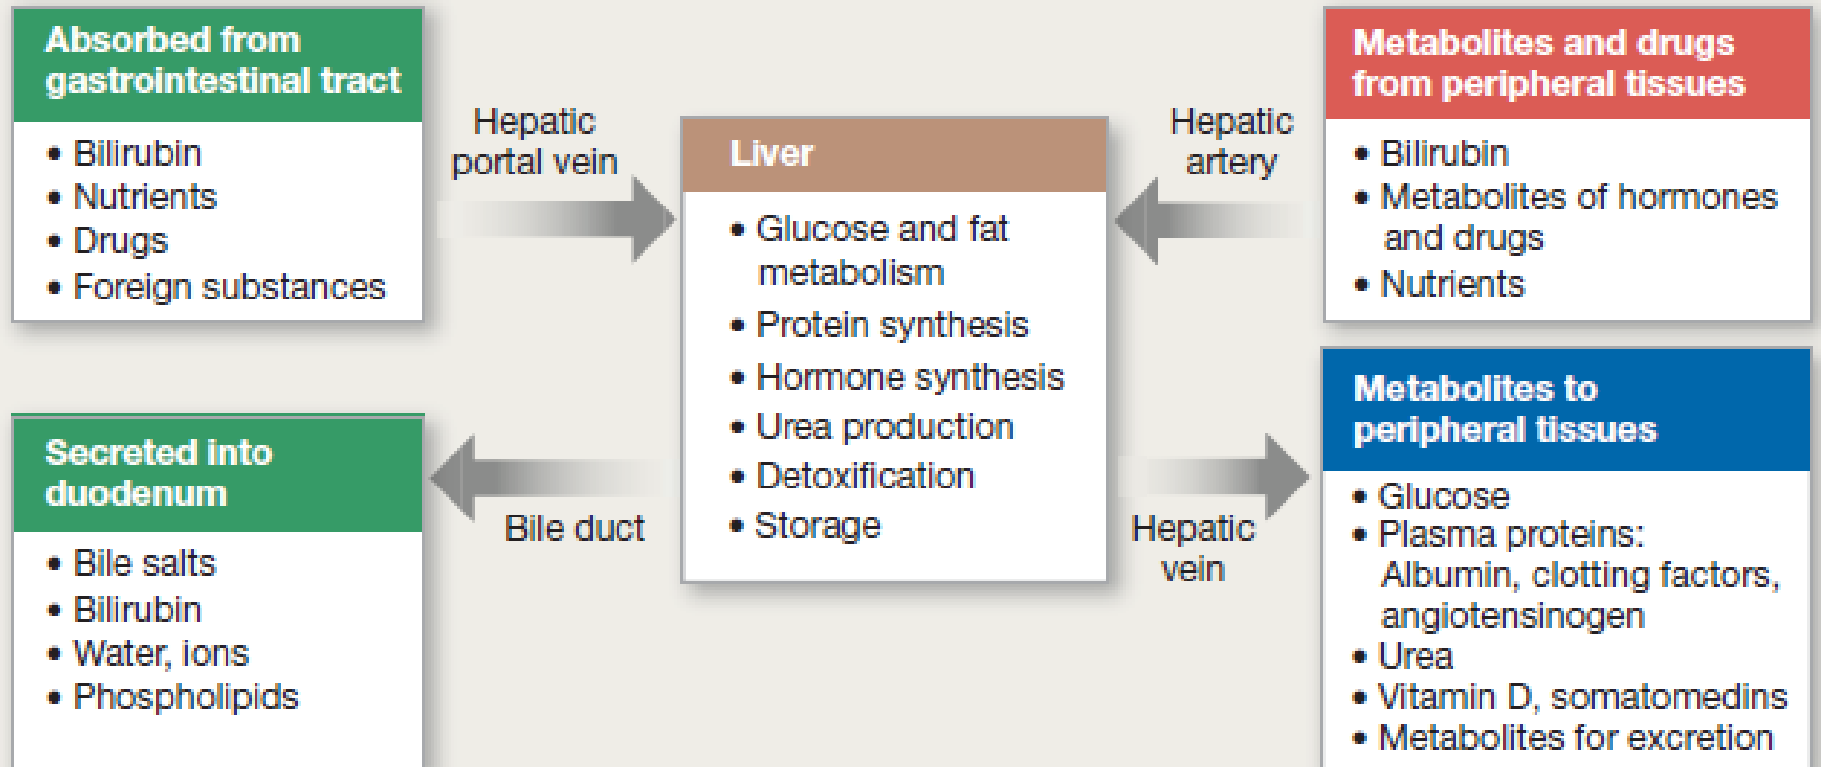 Absorbed from
gastrointestinal tract
• Bilirubin
• Nutrients
• Drugs
• Foreign substances
Hepatic
portal vein
Liver
• Glucose and fat
metabolism
• Protein synthesis
• Hormone synthesis
• Urea production
• Detoxification
• Storage
Hepatic
artery
Metabolites and drugs
from peripheral tissues
• Bilirubin
• Metabolites of hormones
and drugs
• Nutrients
Secreted into
duodenum
• Bile salts
• Bilirubin
• Water, ions
• Phospholipids
Bile duct
Hepatic
vein
Metabolites to
peripheral tissues
• Glucose
• Plasma proteins:
Albumin, clotting factors,
angiotensinogen
• Urea
• Vitamin D, somatomedins
• Metabolites for excretion